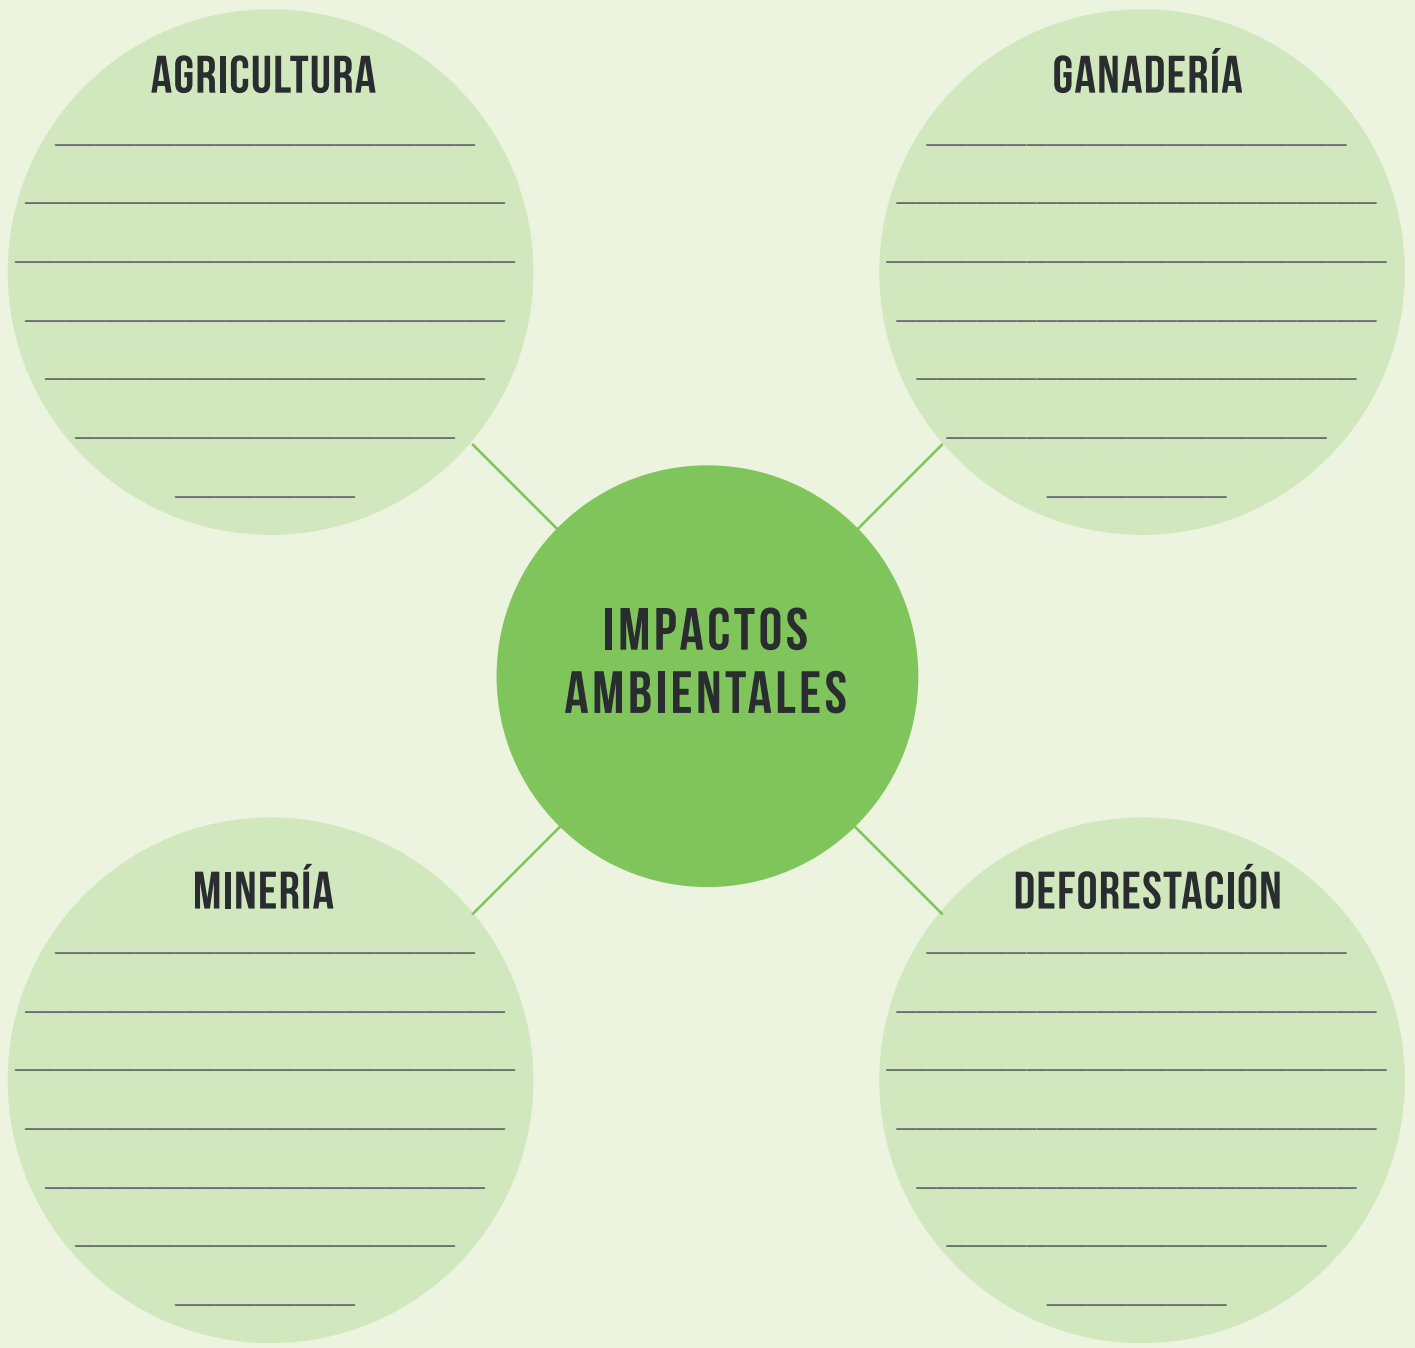 AGRICULTURA
GANADERÍA
IMPACTOS
AMBIENTALES
MINERÍA
DEFORESTACIÓN